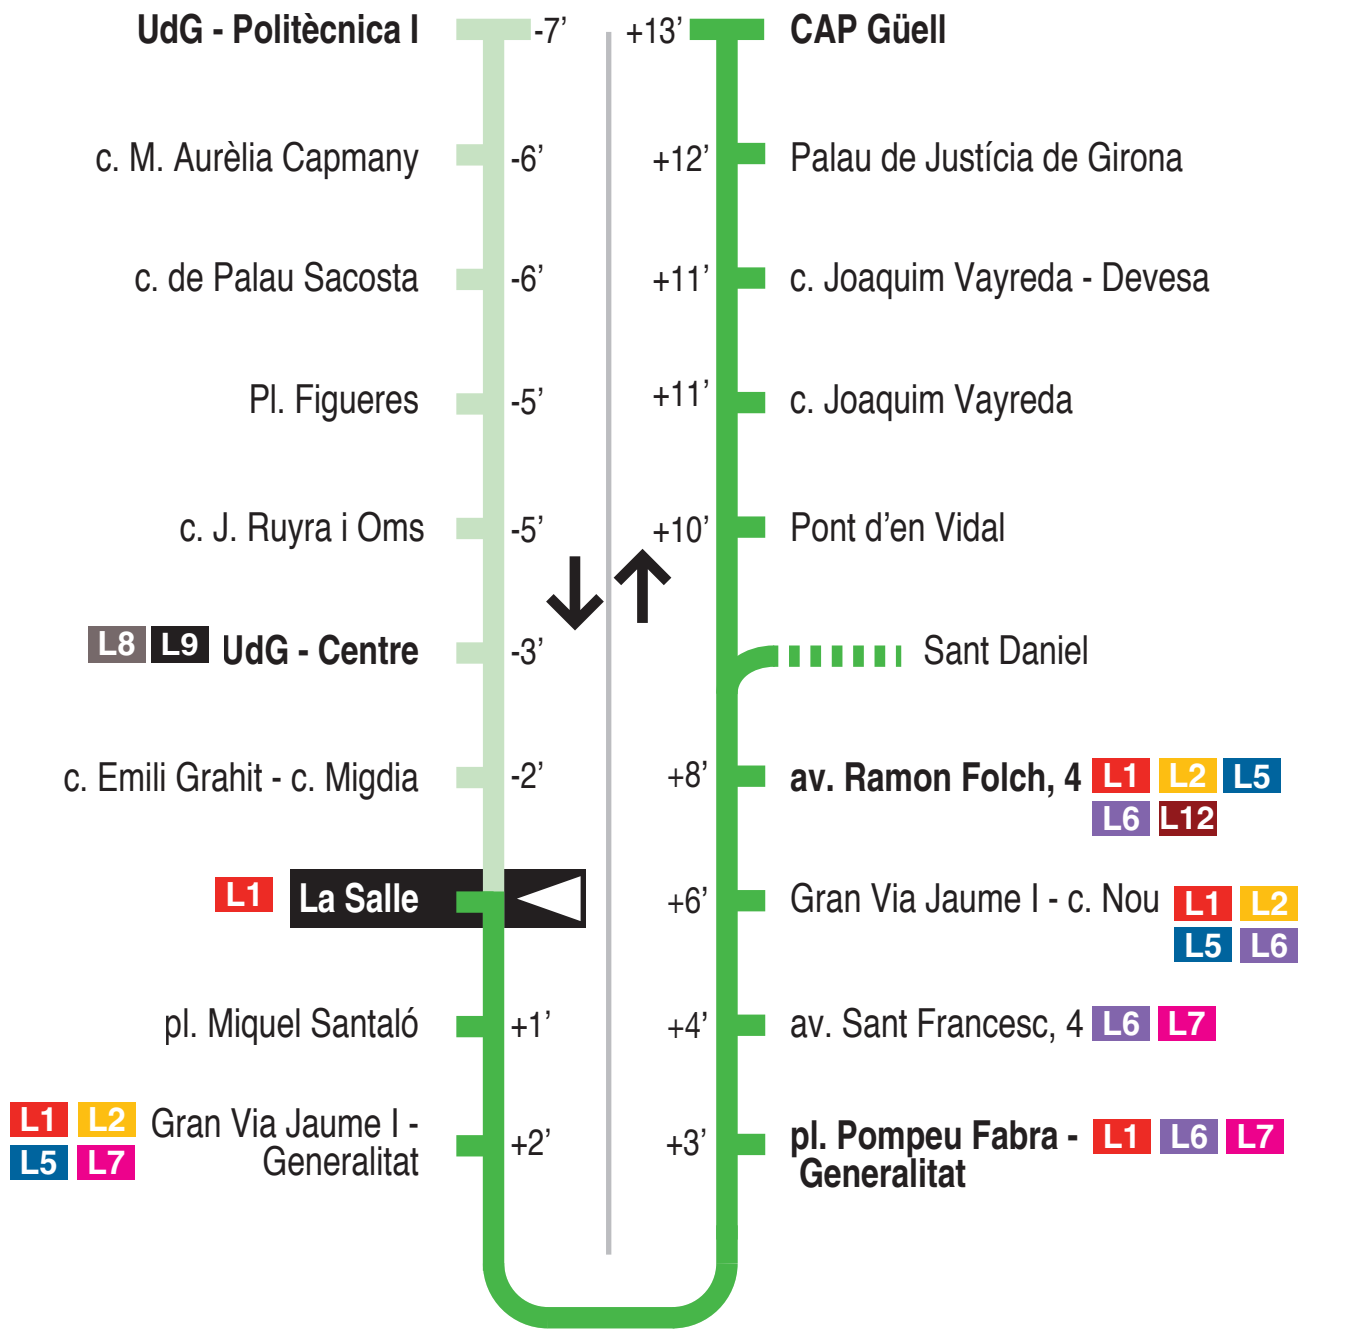 UdG - Politècnica I -7’
c. M. Aurèlia Capmany -6’
c. de Palau Sacosta -6’
Pl. Figueres -5’
c. J. Ruyra i Oms -5’
L8 L9 UdG - Centre -3’
c. Emili Grahit - c. Migdia -2’
L1 La Salle
pl. Miquel Santaló +1’
L1 L2 Gran Via Jaume I -
L5 L7 Generalitat +2’
+13’ CAP Güell
+12’ Palau de Justícia de Girona
+11’ c. Joaquim Vayreda - Devesa
+11’ c. Joaquim Vayreda
+10’ Pont d’en Vidal
Sant Daniel
+8’ av. Ramon Folch, 4 L1 L2 L5
L6 L12
+6’ Gran Via Jaume I - c. Nou L1 L2
L5 L6
+4’ av. Sant Francesc, 4 L6 L7
+3’ pl. Pompeu Fabra - L1 L6 L7
Generalitat